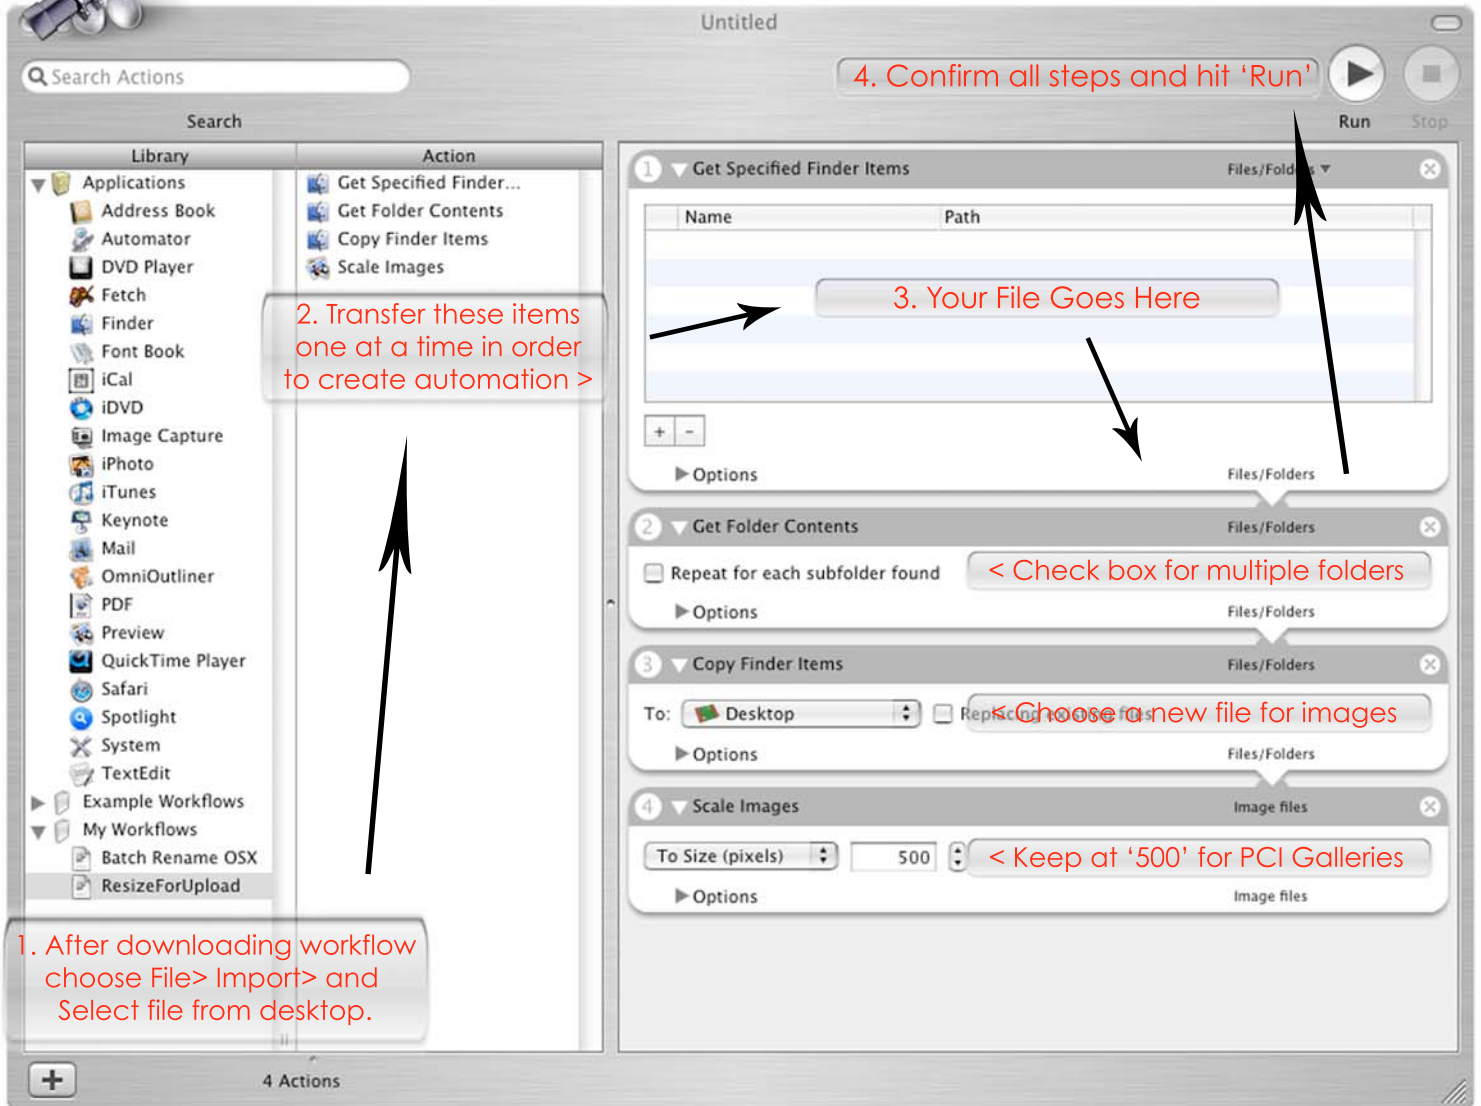 Untitled
Search Actions
4. Confirm all steps and hit ‘Run’
Search
Run
Stop
Library
Action
Applications
Address Book
Automator
DVD Player
Fetch
Finder
Font Book
iCal
iDVD
Image Capture
iPhoto
iTunes
Keynote
Mail
OmniOutliner
PDF
Preview
QuickTime Player
Safari
Spotlight
System
TextEdit
Example Workflows
My Workflows
Batch Rename OSX
ResizeForUpload
1. After downloading workflow
choose File> Import> and
Select file from desktop.
Get Specified Finder...
Get Folder Contents
Copy Finder Items
Scale Images
2. Transfer these items
one at a time in order
to create automation >
4 Actions
1 Get Specified Finder Items Files/Folders
Name Path
3. Your File Goes Here
+ -
Options Files/Folders
2 Get Folder Contents Files/Folders
Repeat for each subfolder found < Check box for multiple folders
Options Files/Folders
3 Copy Finder Items Files/Folders
To: Desktop Replacing existing files < Choose a new file for images
Options Files/Folders
4 Scale Images Image files
To Size (pixels) 500 < Keep at ‘500’ for PCI Galleries
Options Image files